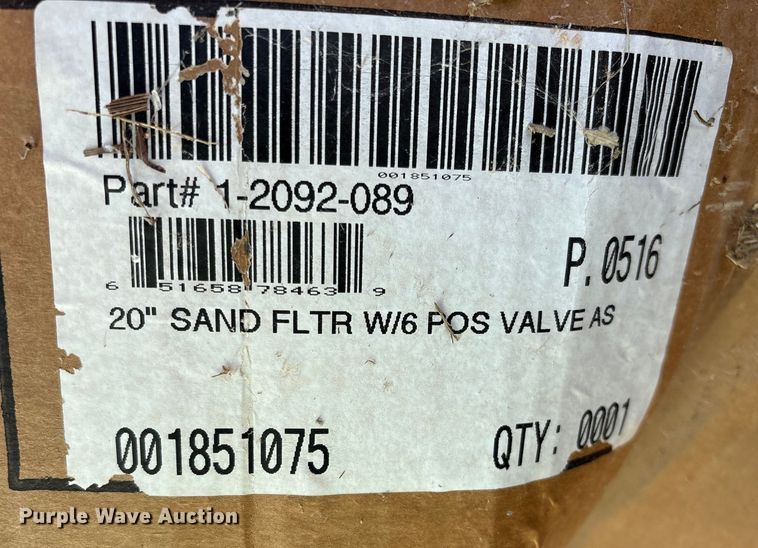 001851075
Part# 1-2092-089
6 51658 78463 9
P. 0516
20" SAND FLTR W/6 POS VALVE AS
001851075
QTY: 0001
Purple Wave Auction